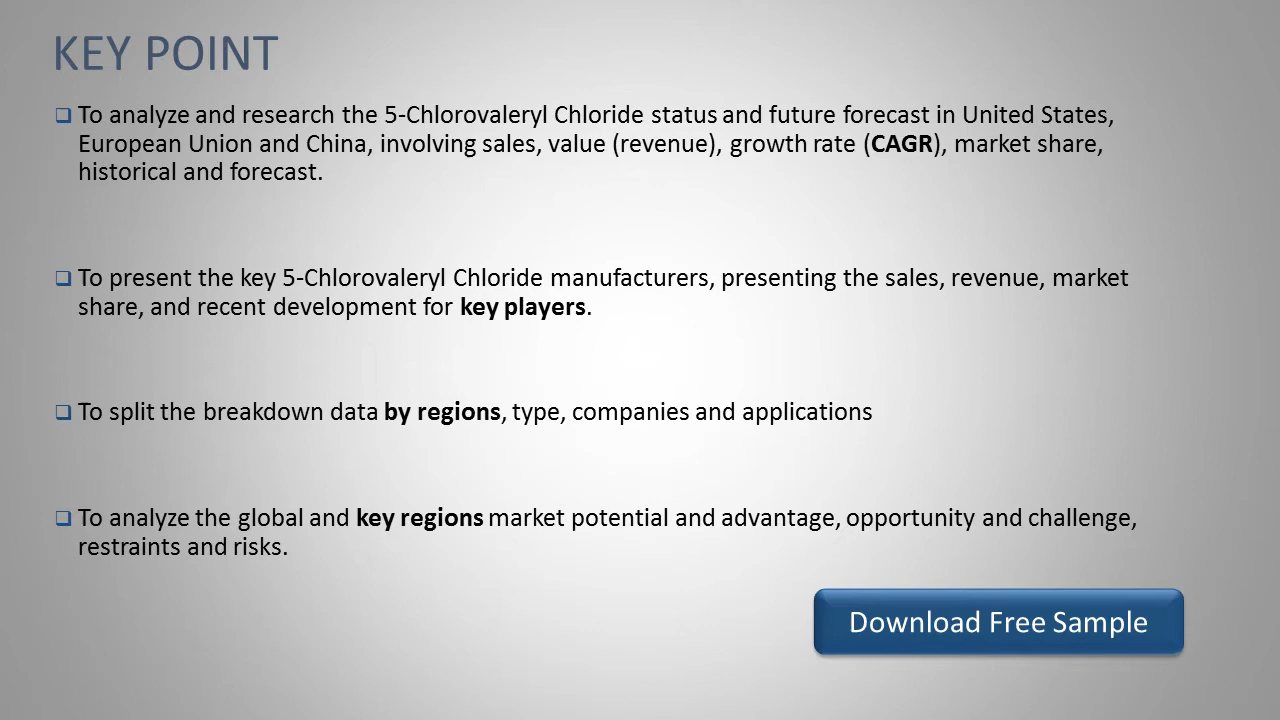 KEY POINT
To analyze and research the 5-Chlorovaleryl Chloride status and future forecast in United States,
European Union and China, involving sales, value (revenue), growth rate (CAGR), market share,
historical and forecast.
To present the key 5-Chlorovaleryl Chloride manufacturers, presenting the sales, revenue, market
share, and recent development for key players.
To split the breakdown data by regions, type, companies and applications
To analyze the global and key regions market potential and advantage, opportunity and challenge,
restraints and risks.
Download Free Sample